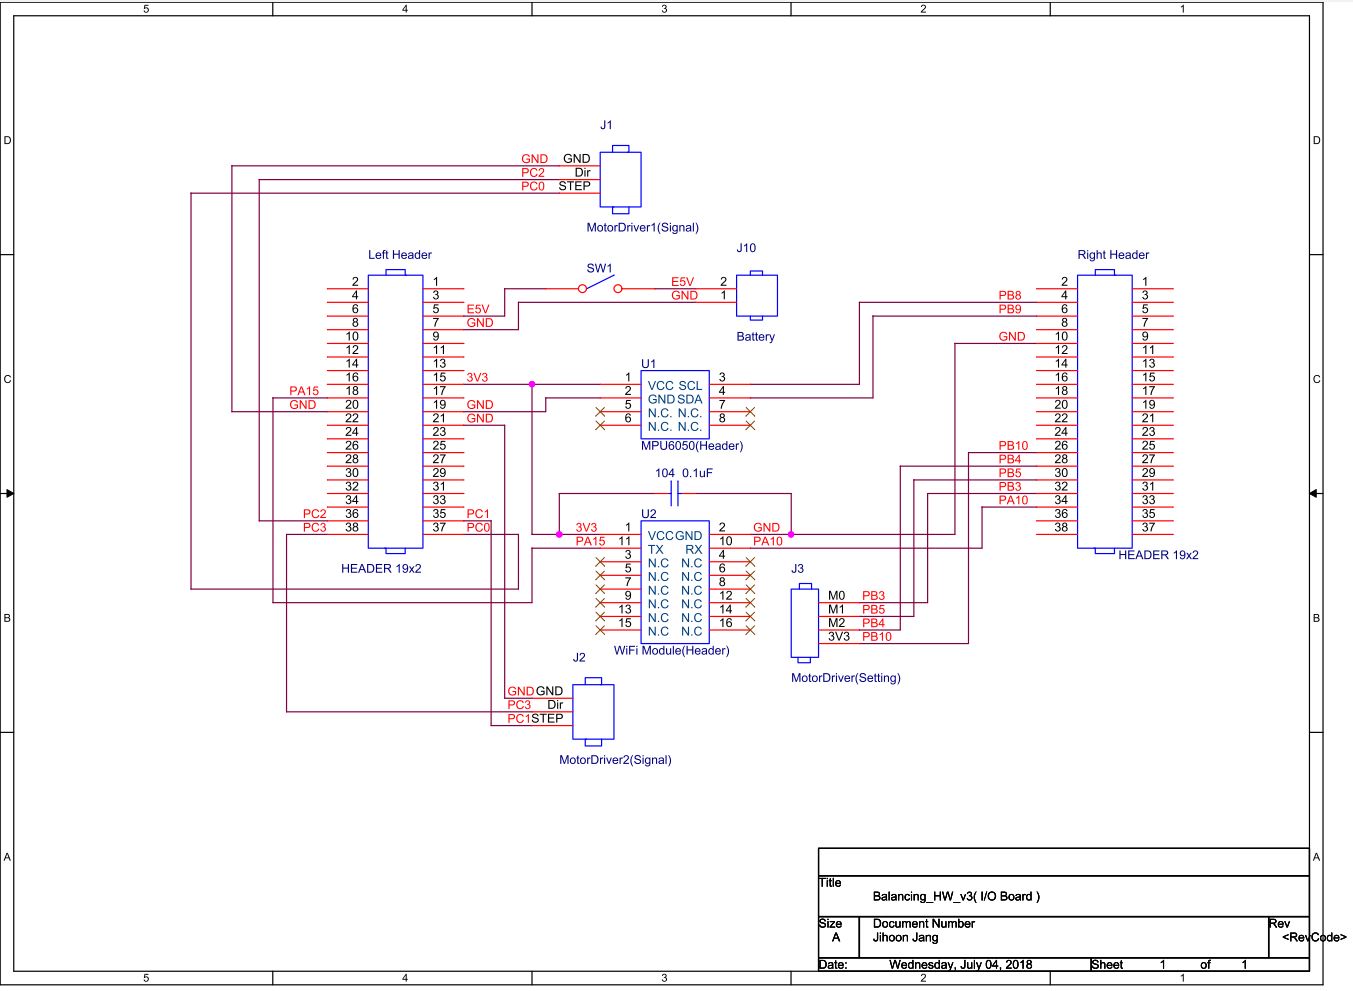 5 4 3 2 1
D D
C C
B B
A A
J1
GND GND
PC2 Dir
PC0 STEP
MotorDriver1(Signal)
J10
SW1
E5V 2
GND 1
Battery
Left Header
2 1
4 3
6 5 E5V
8 7 GND
10 9
12 11
14 13
16 15 3V3
PA15 18 17
GND 20 19 GND
22 21 GND
24 23
26 25
28 27
30 29
32 31
34 33
PC2 36 35 PC1
PC3 38 37 PC0
HEADER 19x2
U1
1 VCC SCL 3
2 GND SDA 4
5 N.C. N.C. 7
6 N.C. N.C. 8
MPU6050(Header)
104 0.1uF
U2
3V3 1 VCC GND 2 GND
PA15 11 TX RX 10 PA10
3 N.C N.C 4
5 N.C N.C 6
7 N.C N.C 8
9 N.C N.C 12
13 N.C N.C 14
15 N.C N.C 16
WiFi Module(Header)
J3
M0 PB3
M1 PB5
M2 PB4
3V3 PB10
MotorDriver(Setting)
J2
GND GND
PC3 Dir
PC1 STEP
MotorDriver2(Signal)
Right Header
2 1
PB8 4 3
PB9 6 5
8 7
GND 10 9
12 11
14 13
16 15
18 17
20 19
22 21
24 23
PB10 26 25
PB4 28 27
PB5 30 29
PB3 32 31
PA10 34 33
36 35
38 37
HEADER 19x2
Title
Balancing_HW_v3( I/O Board )
Size Document Number Rev
A Jihoon Jang <RevCode>
Date: Wednesday, July 04, 2018 Sheet 1 of 1
5 4 3 2 1